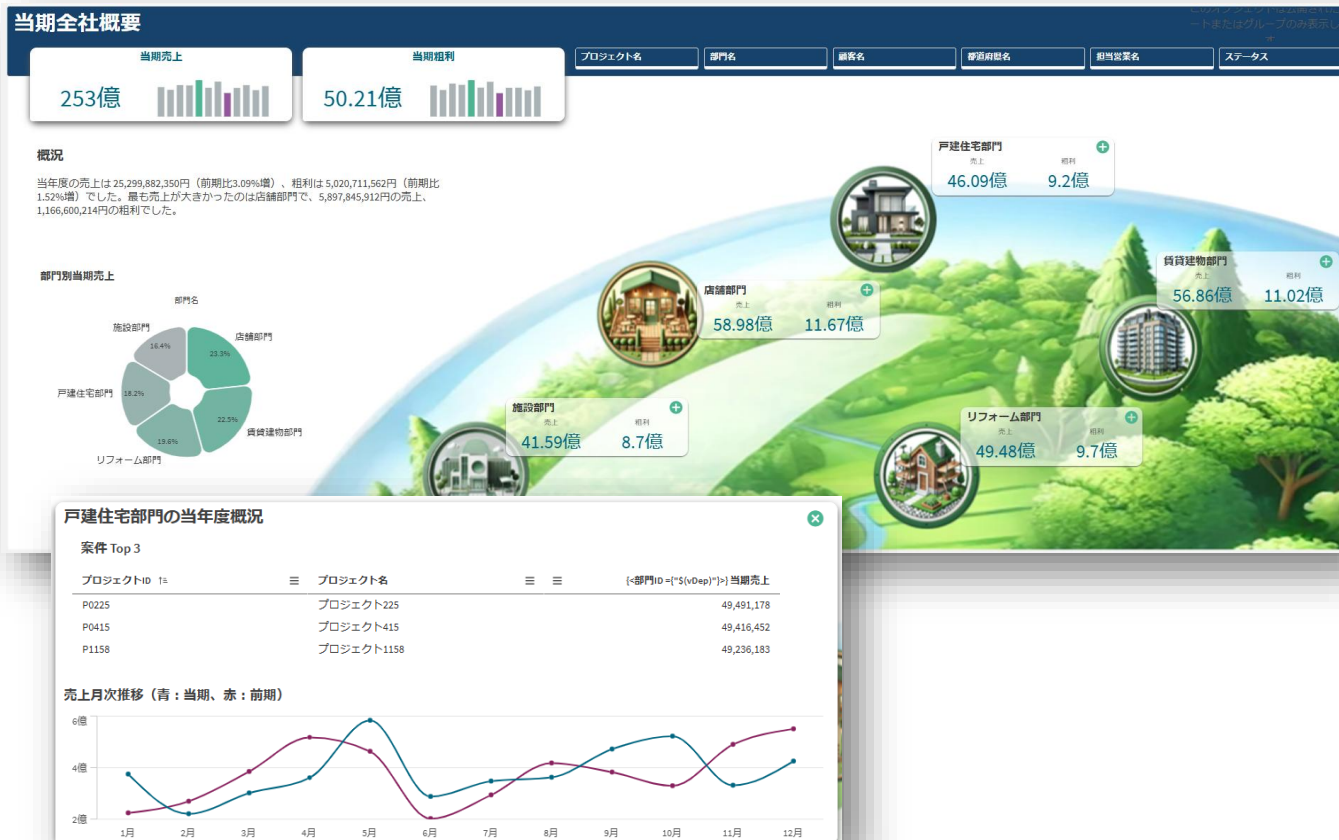 当期全社概要
当期売上
253億
当期粗利
50.21億
プロジェクト名
部門名
顧客名
都道府県名
担当営業名
ステータス
概況
当年度の売上は 25,299,882,350円（前期比3.09%増）、粗利は 5,020,711,562円（前期比
1.52%増）でした。最も売上が大きかったのは店舗部門で、5,897,845,912円の売上、
1,166,600,214円の粗利でした。
部門別当期売上
部門名
施設部門
店舗部門
16.4%
23.3%
戸建住宅部門
18.2%
22.5%
賃貸建物部門
19.6%
リフォーム部門
戸建住宅部門
売上 粗利
46.09億 9.2億
賃貸建物部門
売上 粗利
56.86億 11.02億
店舗部門
売上 粗利
58.98億 11.67億
施設部門
売上 粗利
41.59億 8.7億
リフォーム部門
売上 粗利
49.48億 9.7億
戸建住宅部門の当年度概況
案件 Top 3
プロジェクトID プロジェクト名 {<部門ID ={"$(vDep)"}>} 当期売上
P0225 プロジェクト225 49,491,178
P0415 プロジェクト415 49,416,452
P1158 プロジェクト1158 49,236,183
売上月次推移（青：当期、赤：前期）
6億
4億
2億
1月 2月 3月 4月 5月 6月 7月 8月 9月 10月 11月 12月